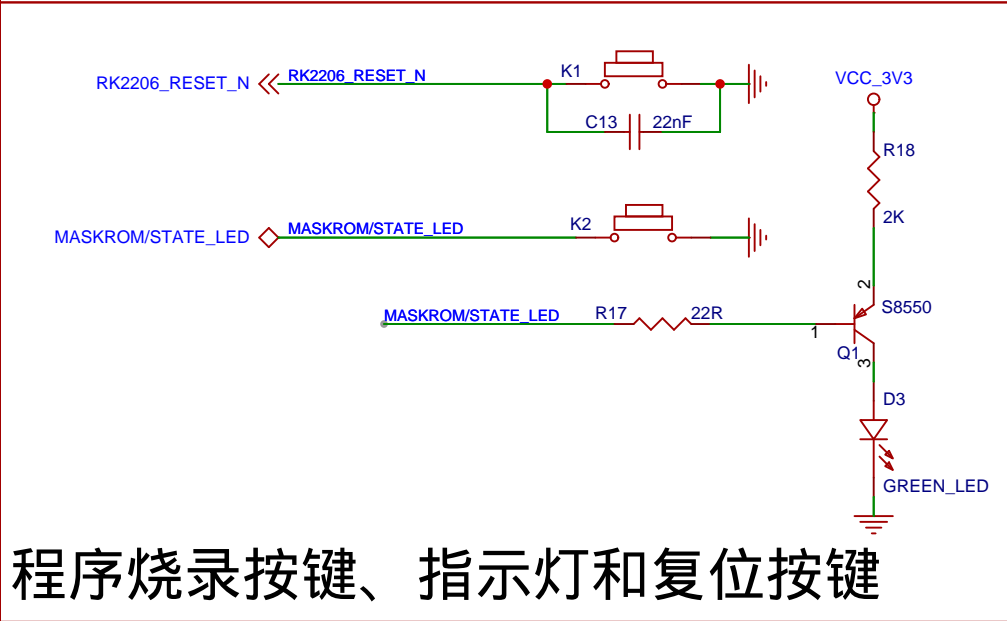 RK2206_RESET_N
RK2206_RESET_N
K1
VCC_3V3
C13
22nF
R18
2K
MASKROM/STATE_LED
MASKROM/STATE_LED
K2
MASKROM/STATE_LED
R17
22R
1
2
S8550
Q1
3
D3
GREEN_LED
程序烧录按键、指示灯和复位按键